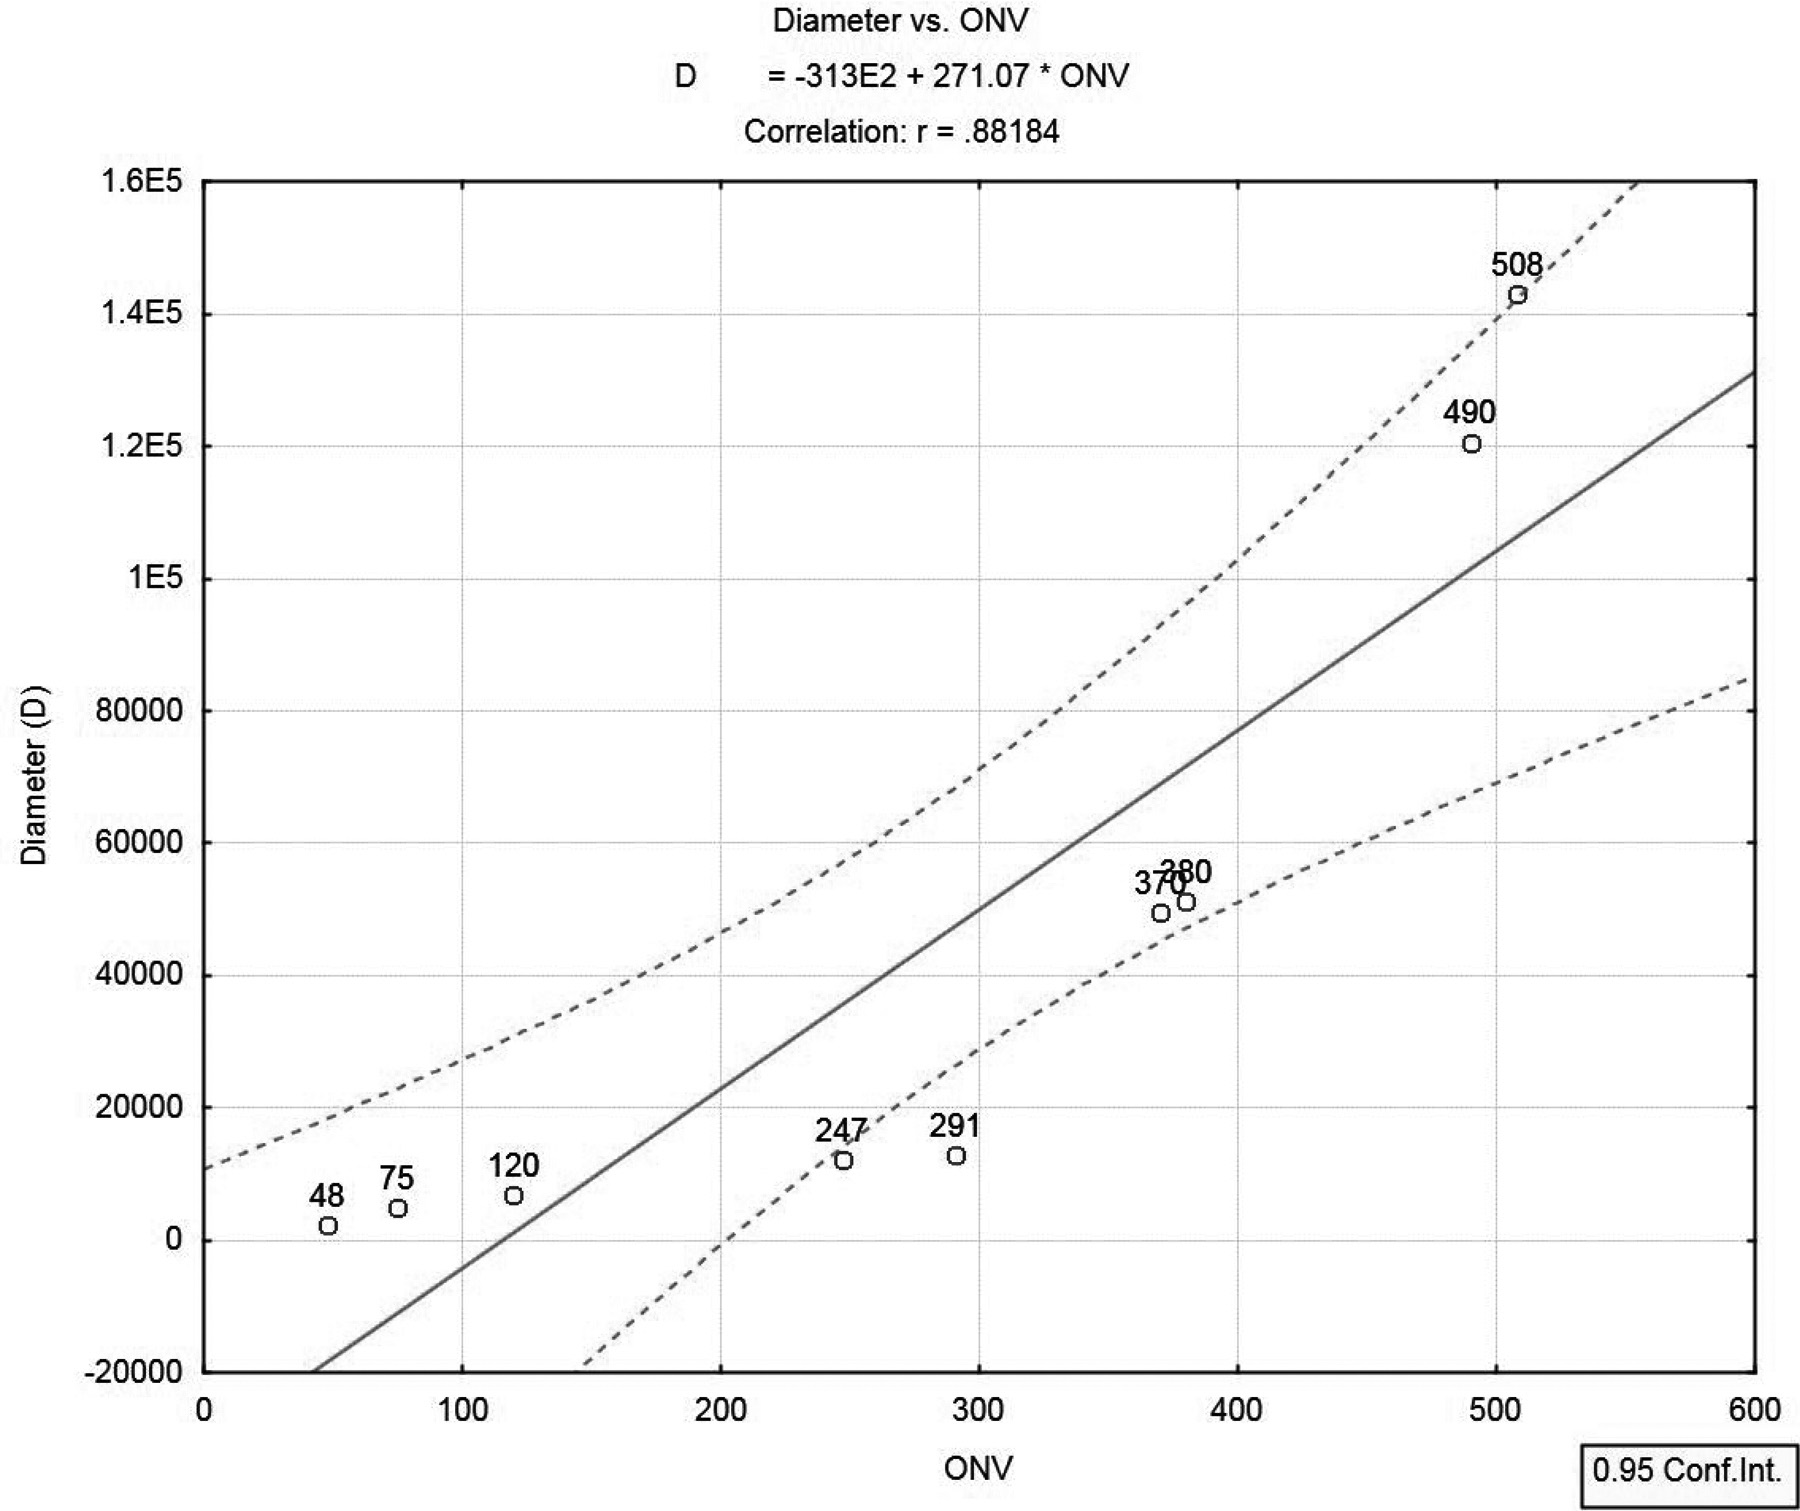 Diameter vs. ONV
D = -313E2 + 271.07 * ONV
Correlation: r = .88184
1.6E5
1.4E5
1.2E5
1E5
80000
60000
40000
20000
0
-20000
Diameter (D)
508
490
380
370
291
247
120
75
48
0 100 200 300 400 500 600
ONV
0.95 Conf.Int.